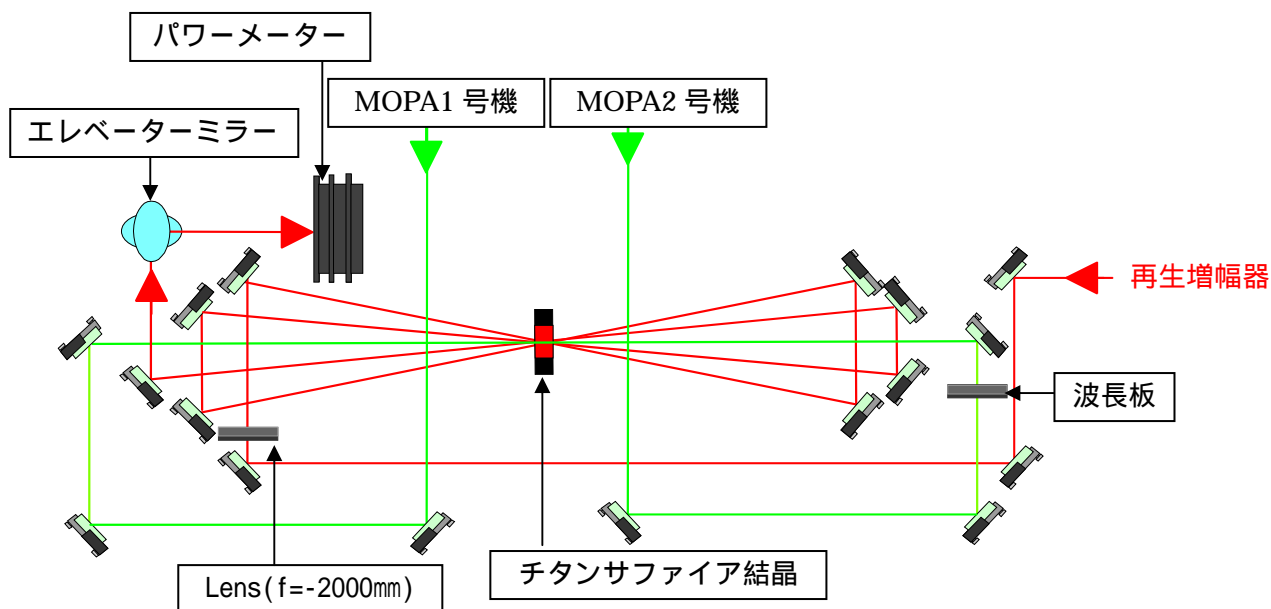 パワーメーター
MOPA1 号機
MOPA2 号機
エレベーターミラー
再生増幅器
波長板
チタンサファイア結晶
Lens(f=-2000㎜)